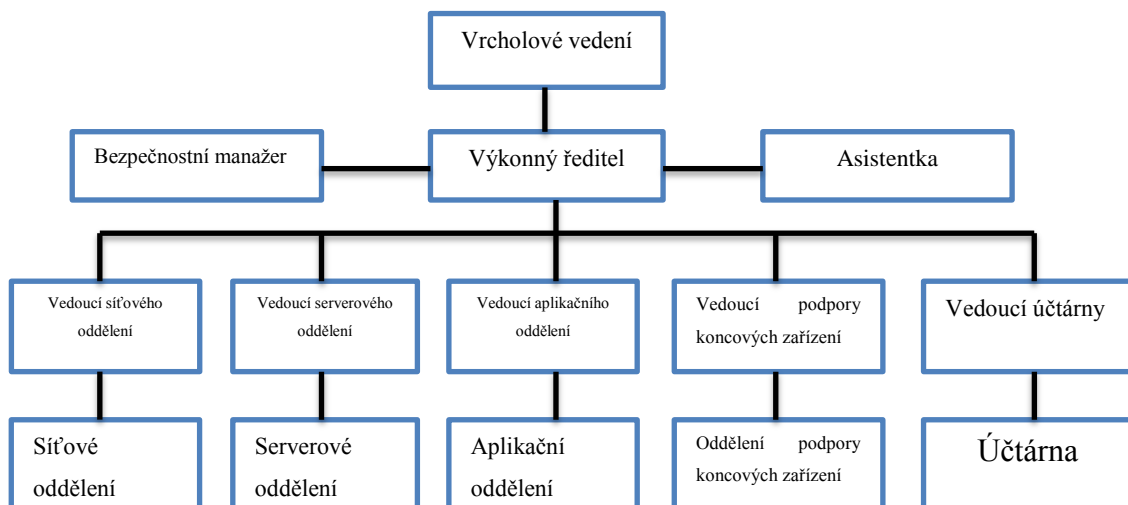 Vrcholové vedení
Bezpečnostní manažer
Výkonný ředitel
Asistentka
Vedoucí síťového
oddělení
Vedoucí serverového
oddělení
Vedoucí aplikačního
oddělení
Vedoucí podpory
koncových zařízení
Vedoucí účtárny
Síťové
oddělení
Serverové
oddělení
Aplikační
oddělení
Oddělení podpory
koncových zařízení
Účtárna